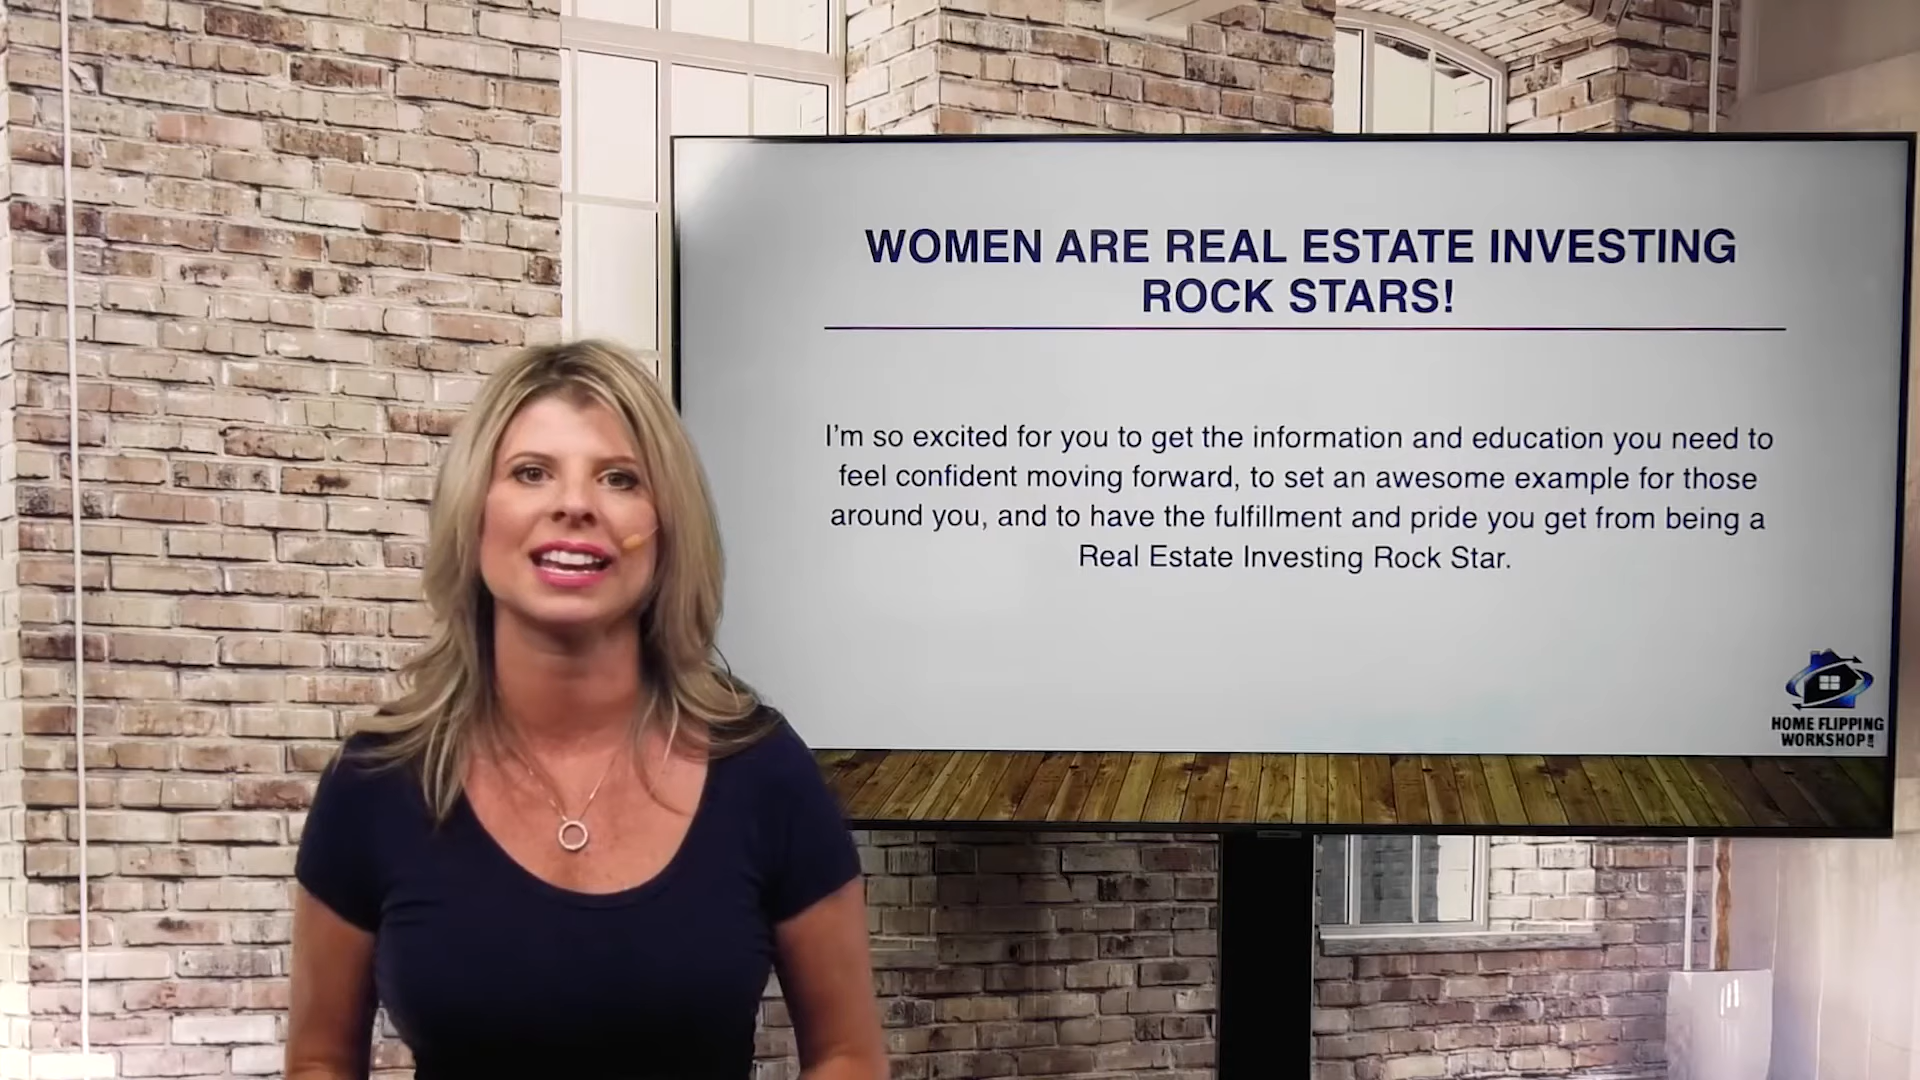 WOMEN ARE REAL ESTATE INVESTING
ROCK STARS!
I'm so excited for you to get the information and education you need to
feel confident moving forward, to set an awesome example for those
around you, and to have the fulfillment and pride you get from being a
Real Estate Investing Rock Star.
HOME FLIPPING
WORKSHOP!